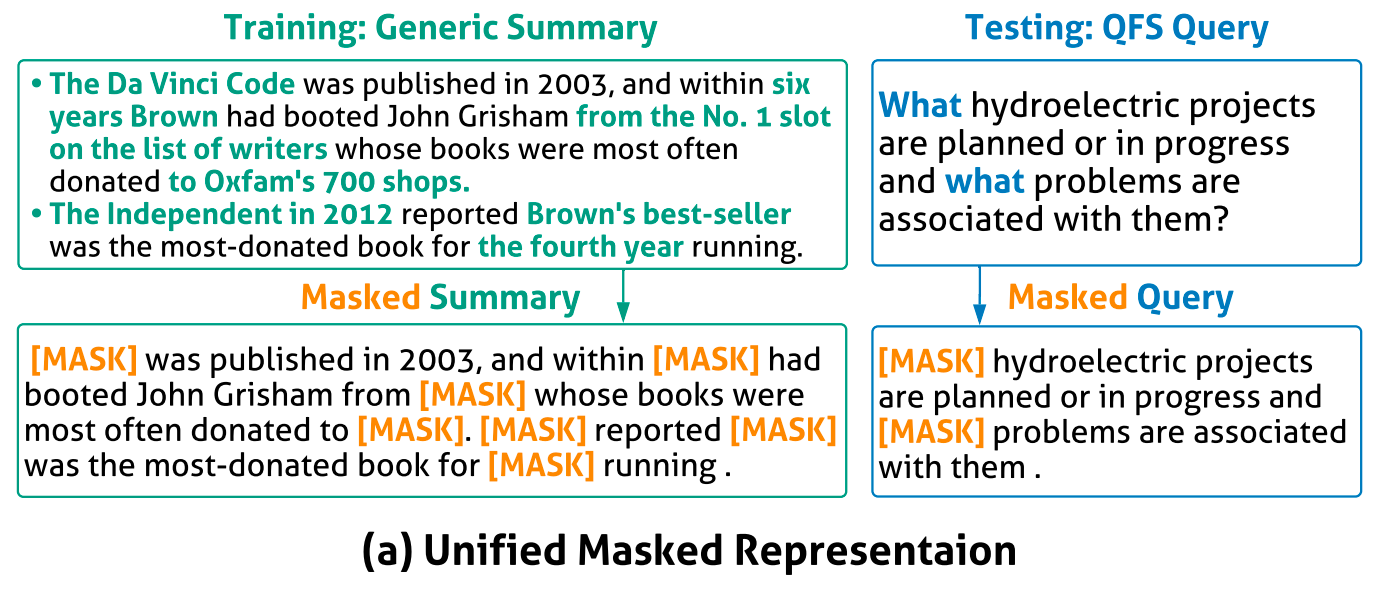 Training: Generic Summary
• The Da Vinci Code was published in 2003, and within six
years Brown had booted John Grisham from the No. 1 slot
on the list of writers whose books were most often
donated to Oxfam's 700 shops.
• The Independent in 2012 reported Brown's best-seller
was the most-donated book for the fourth year running.
Masked Summary
[MASK] was published in 2003, and within [MASK] had
booted John Grisham from [MASK] whose books were
most often donated to [MASK]. [MASK] reported [MASK]
was the most-donated book for [MASK] running .
Testing: QFS Query
What hydroelectric projects
are planned or in progress
and what problems are
associated with them?
Masked Query
[MASK] hydroelectric projects
are planned or in progress and
[MASK] problems are associated
with them .
(a) Unified Masked Representaion